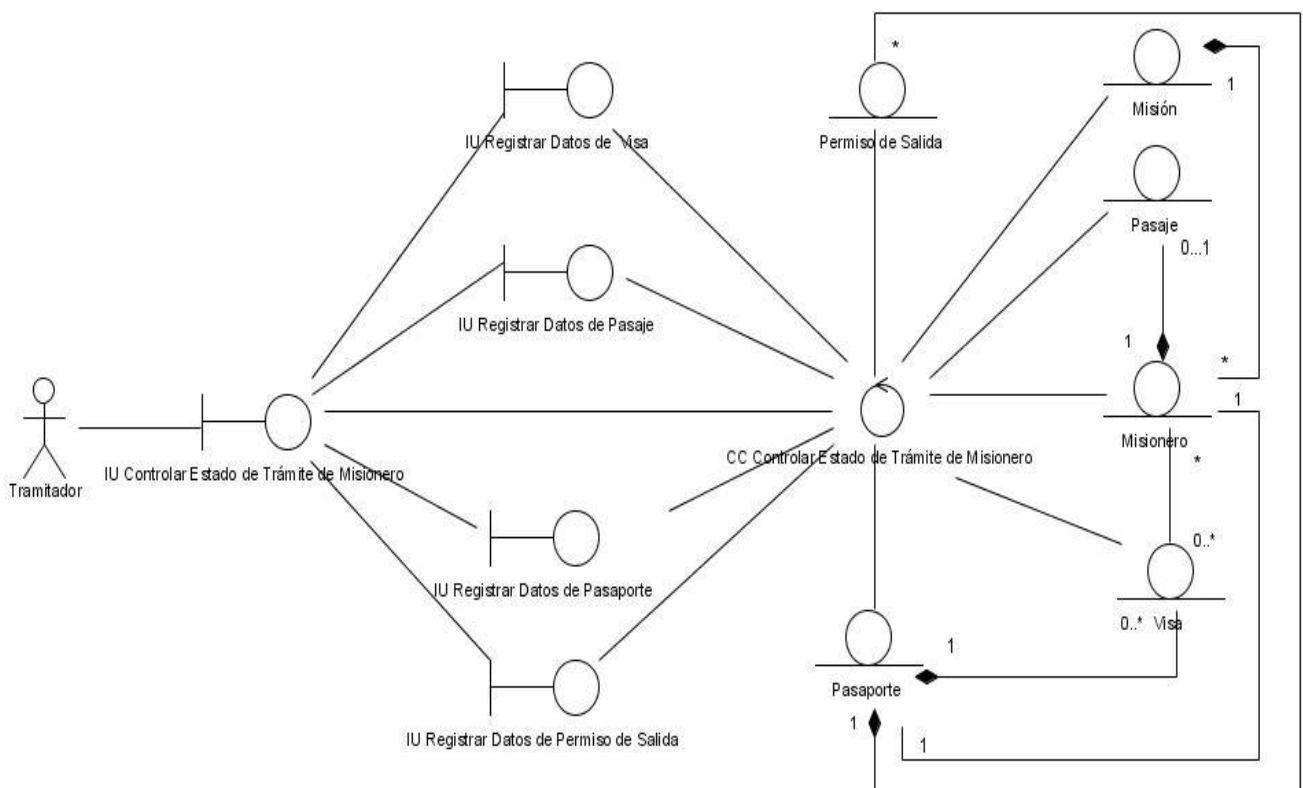 *
1
Misión
IU Registrar Datos de Visa
Permiso de Salida
Pasaje
0...1
IU Registrar Datos de Pasaje
1
*
1
Misionero
CC Controlar Estado de Trámite de Misionero
IU Controlar Estado de Trámite de Misionero
Tramitador
*
0..*
IU Registrar Datos de Pasaporte
0..* Visa
1
Pasaporte
1
1
IU Registrar Datos de Permiso de Salida